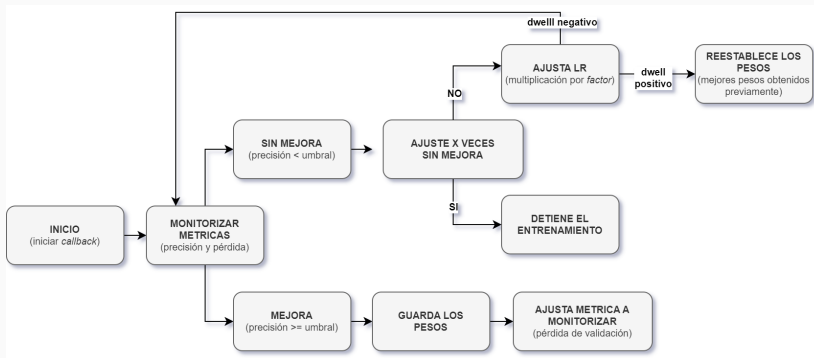 dwelll negativo
AJUSTA LR
(multiplicación por factor)
dwell
positivo
REESTABLECE LOS
PESOS
(mejores pesos obtenidos
previamente)
NO
SIN MEJORA
(precisión < umbral)
AJUSTE X VECES
SIN MEJORA
SI
INICIO
(iniciar callback)
MONITORIZAR
METRICAS
(precisión y pérdida)
DETIENE EL
ENTRENAMIENTO
MEJORA
(precisión >= umbral)
GUARDA LOS
PESOS
AJUSTA METRICA A
MONITORIZAR
(pérdida de validación)